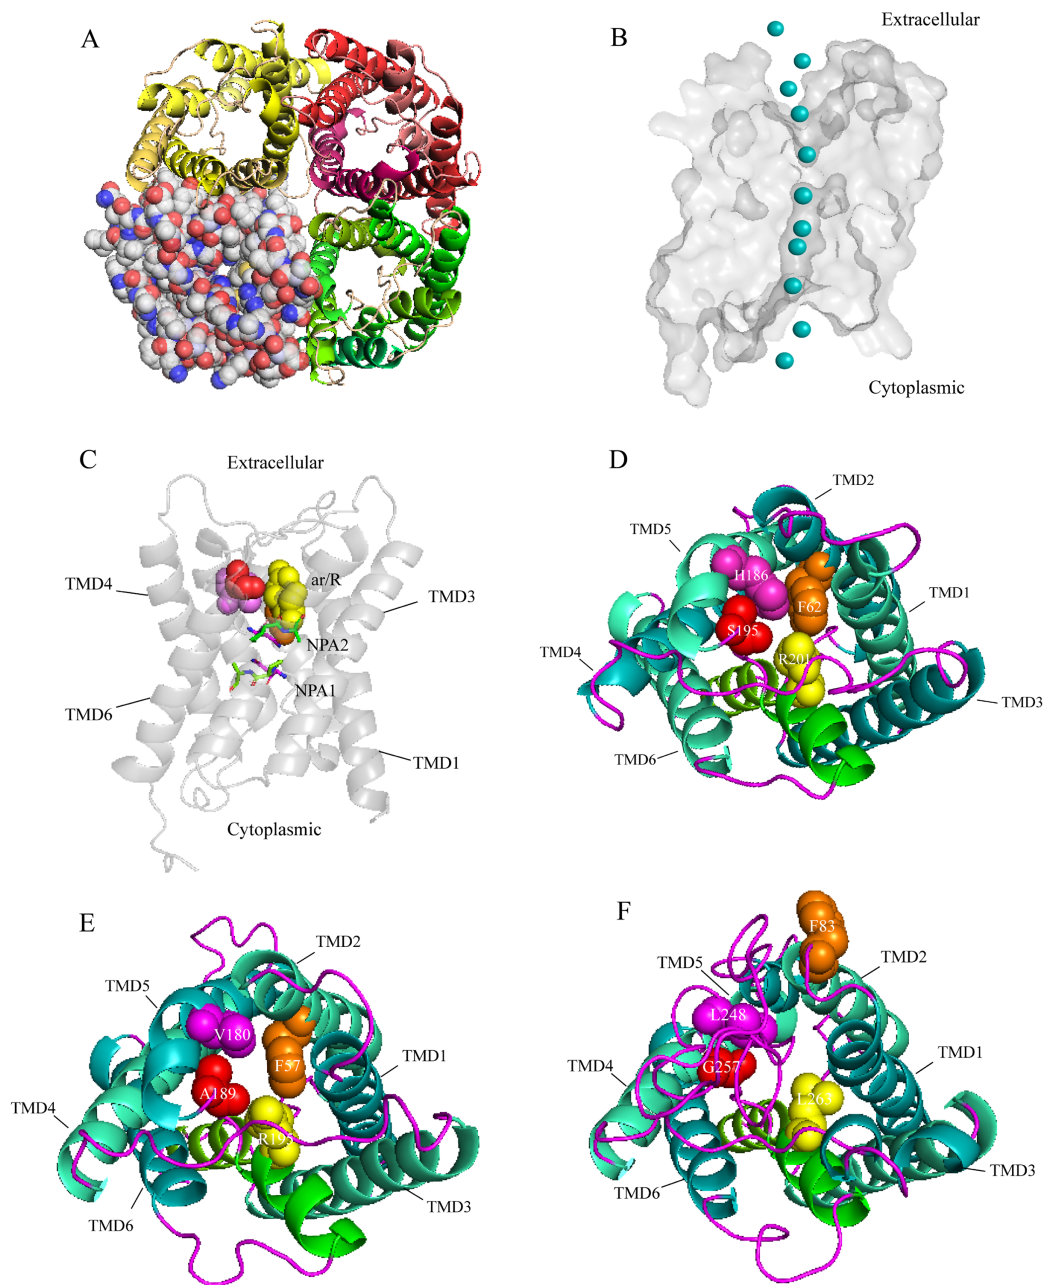 A
B
Extracellular
Cytoplasmic
C
Extracellular
TMD4
ar/R
TMD3
NPA2
NPA1
TMD6
TMD1
Cytoplasmic
D
TMD2
TMD5
H186
F62
TMD1
S195
TMD4
R201
TMD3
TMD6
E
TMD2
TMD5
V180
F57
TMD1
A189
TMD4
R195
TMD6
TMD3
F
F83
TMD2
TMD5
L248
TMD1
TMD4
G257
L263
TMD3
TMD6